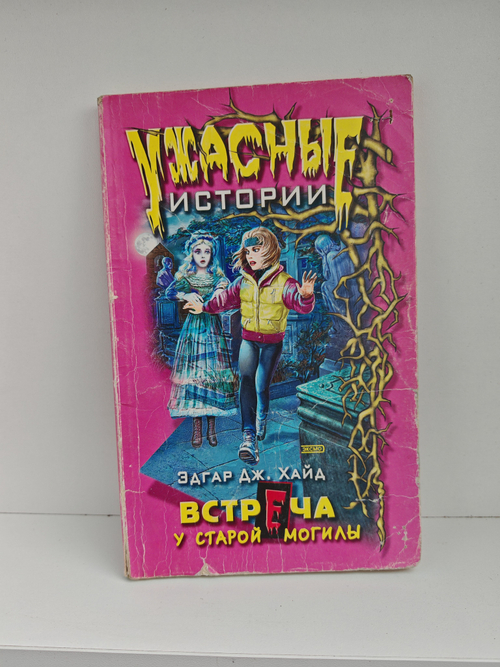 УЖАСНЫЕ
ИСТОРИИ
ЭДГАР ДЖ. ХАЙД
ВСТРЕЧА
У СТАРОЙ МОГИЛЫ